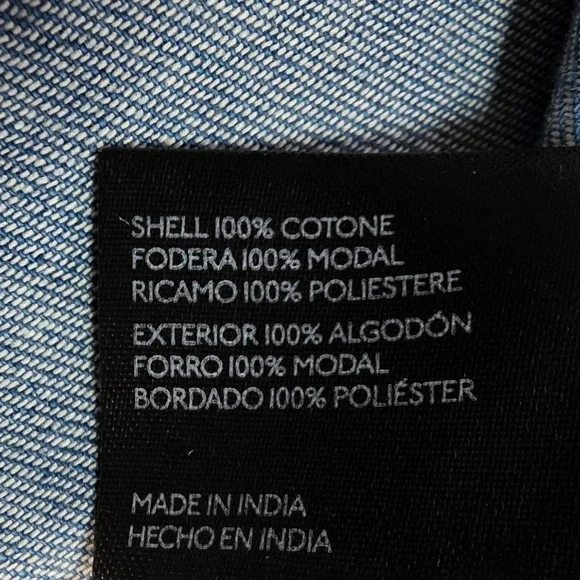 SHELL 100% COTONE
FODERA 100% MODAL
RICAMO 100% POLIESTERE
EXTERIOR 100% ALGODÓN
FORRO 100% MODAL
BORDADO 100% POLIÉSTER
MADE IN INDIA
HECHO EN INDIA